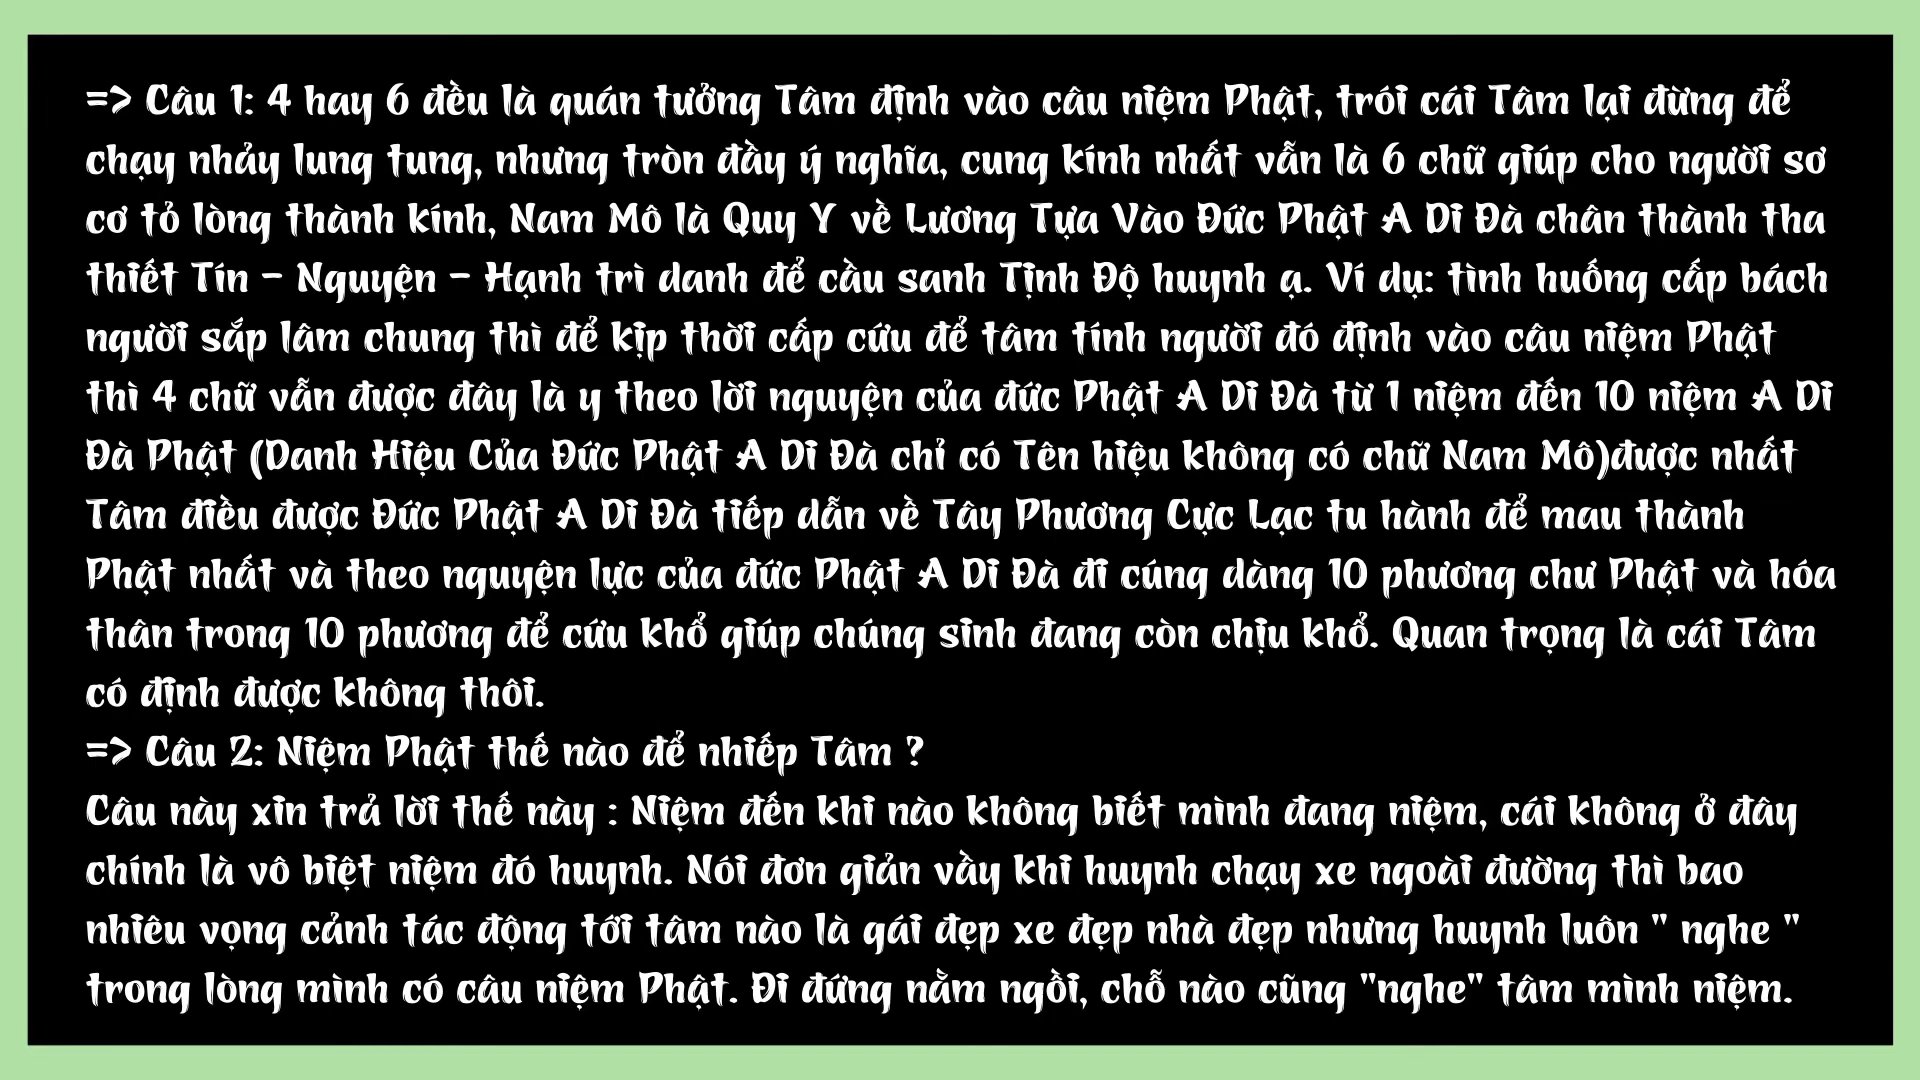 => Câu 1: 4 hay 6 đều là quán tưởng Tâm định vào câu niệm Phật, trói cái Tâm lại đừng để
chạy nhảy lung tung, nhưng tròn đầy ý nghĩa, cung kính nhất vẫn là 6 chữ giúp cho người sơ
cơ tỏ lòng thành kính, Nam Mô là Quy Y về Lương Tựa Vào Đức Phật A Di Đà chân thành tha
thiết Tín - Nguyện - Hạnh trì danh để cầu sanh Tịnh Độ huynh ạ. Ví dụ: tình huống cấp bách
người sắp lâm chung thì để kịp thời cấp cứu để tâm tính người đó định vào câu niệm Phật
thì 4 chữ vẫn được đây là y theo lời nguyện của đức Phật A Di Đà từ 1 niệm đến 10 niệm A Di
Đà Phật (Danh Hiệu Của Đức Phật A Di Đà chỉ có Tên hiệu không có chữ Nam Mô)được nhất
Tâm điều được Đức Phật A Di Đà tiếp dẫn về Tây Phương Cực Lạc tu hành để mau thành
Phật nhất và theo nguyện lực của đức Phật A Di Đà đi cúng dàng 10 phương chư Phật và hóa
thân trong 10 phương để cứu khổ giúp chúng sinh đang còn chịu khổ. Quan trọng là cái Tâm
có định được không thôi.
=> Câu 2: Niệm Phật thế nào để nhiếp Tâm ?
Câu này xin trả lời thế này : Niệm đến khi nào không biết mình đang niệm, cái không ở đây
chính là vô biệt niệm đó huynh. Nói đơn giản vầy khi huynh chạy xe ngoài đường thì bao
nhiêu vọng cảnh tác động tới tâm nào là gái đẹp xe đẹp nhà đẹp nhưng huynh luôn " nghe "
trong lòng mình có câu niệm Phật. Đi đứng nằm ngồi, chỗ nào cũng "nghe" tâm mình niệm.